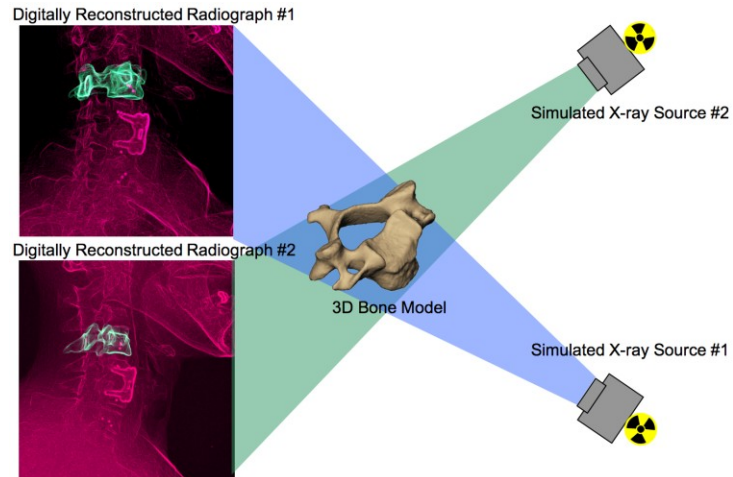 Digitally Reconstructed Radiograph #1
Simulated X-ray Source #2
Digitally Reconstructed Radiograph #2
3D Bone Model
Simulated X-ray Source #1